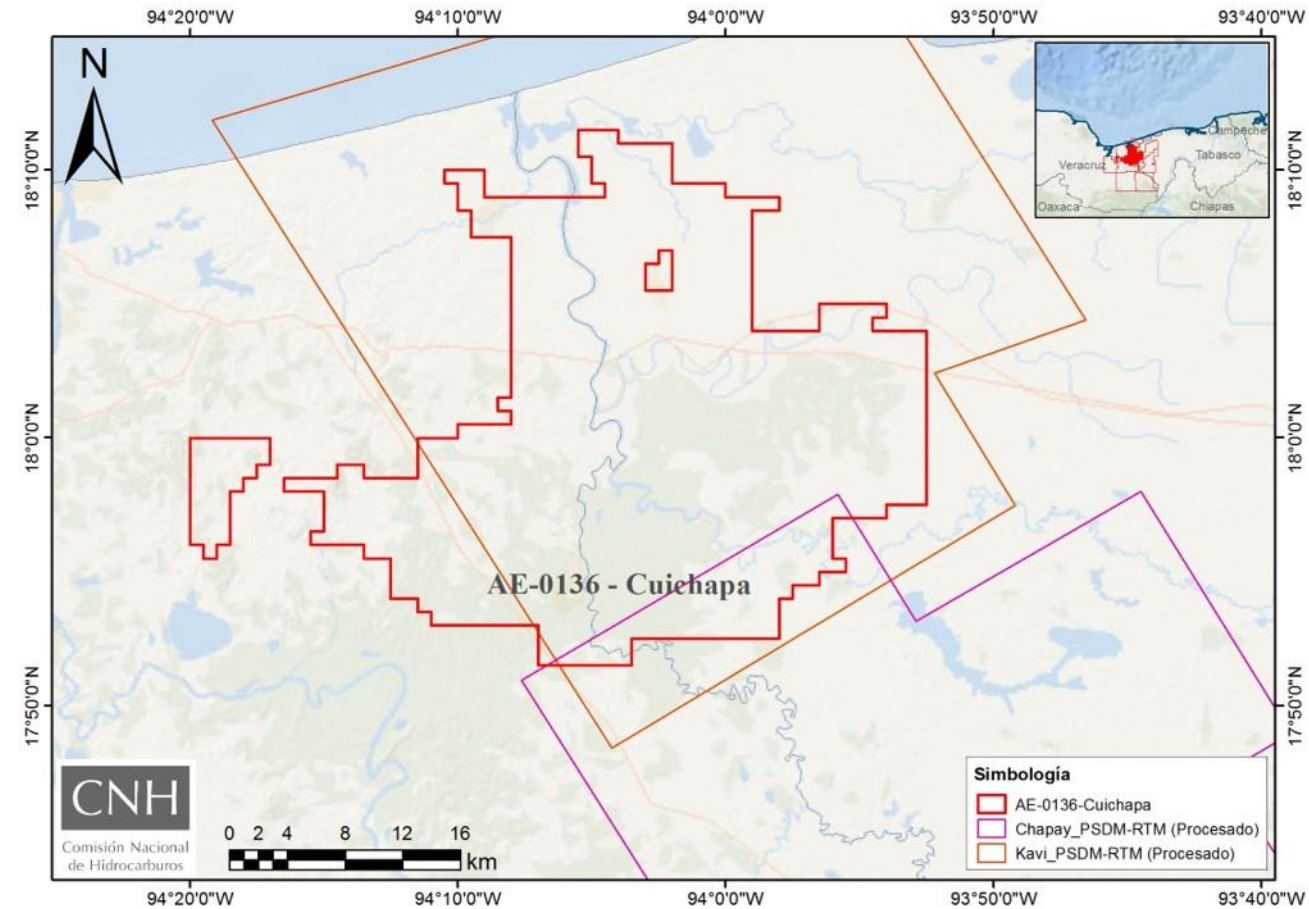 94°20'0"W 94°10'0"W 94°0'0"W 93°50'0"W 93°40'0"W
N
18°10'0"N
18°10'0"N
18°0'0"N
18°0'0"N
17°50'0"N
17°50'0"N
Campeche
Veracruz
Tabasco
Oaxaca
Chiapas
AE-0136 - Cuichapa
CNH
Comisión Nacional
de Hidrocarburos
0 2 4 8 12 16
km
Simbología
AE-0136-Cuichapa
Chapay_PSDM-RTM (Procesado)
Kavi_PSDM-RTM (Procesado)
94°20'0"W 94°10'0"W 94°0'0"W 93°50'0"W 93°40'0"W